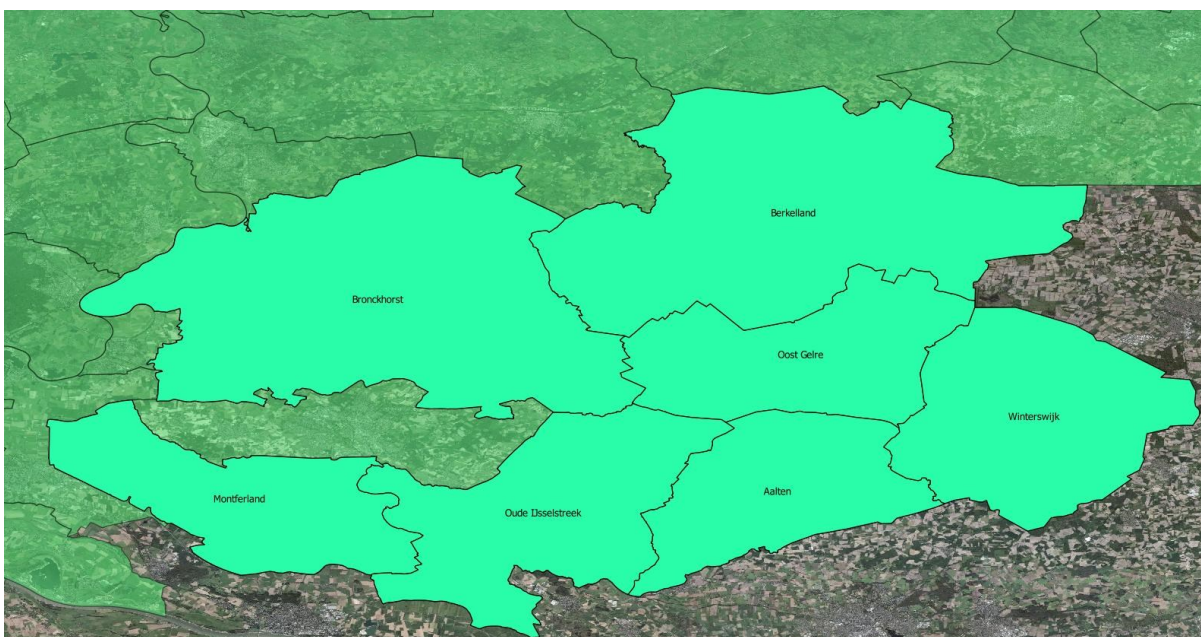 Berkelland
Bronckhorst
Oost Gelre
Winterswijk
Montferland
Aalten
Oude IJsselstreek